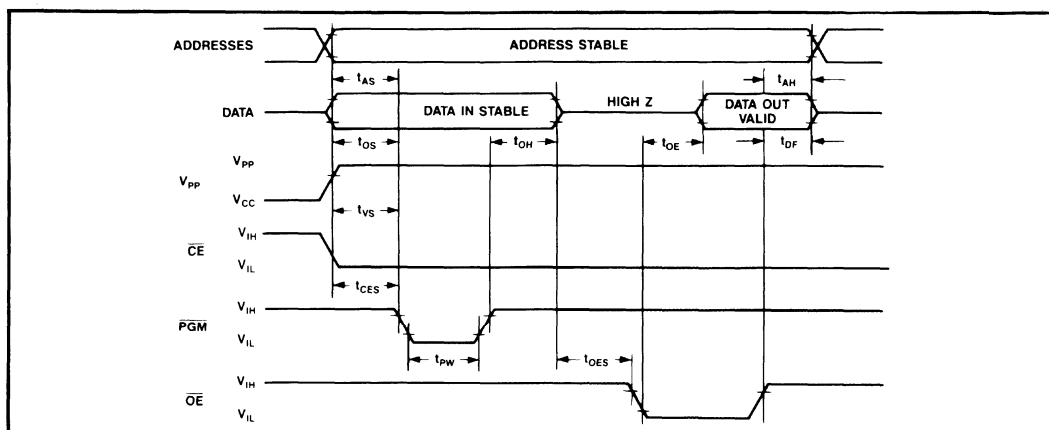 ADDRESSES
ADDRESS STABLE
tAS
tAH
DATA
DATA IN STABLE
HIGH Z
DATA OUT
VALID
tOS
tOH
tOE
tDF
VPP
VPP
VCC
tVS
CE
VIH
VIL
tCES
PGM
VIH
VIL
tPW
tOES
OE
VIH
VIL